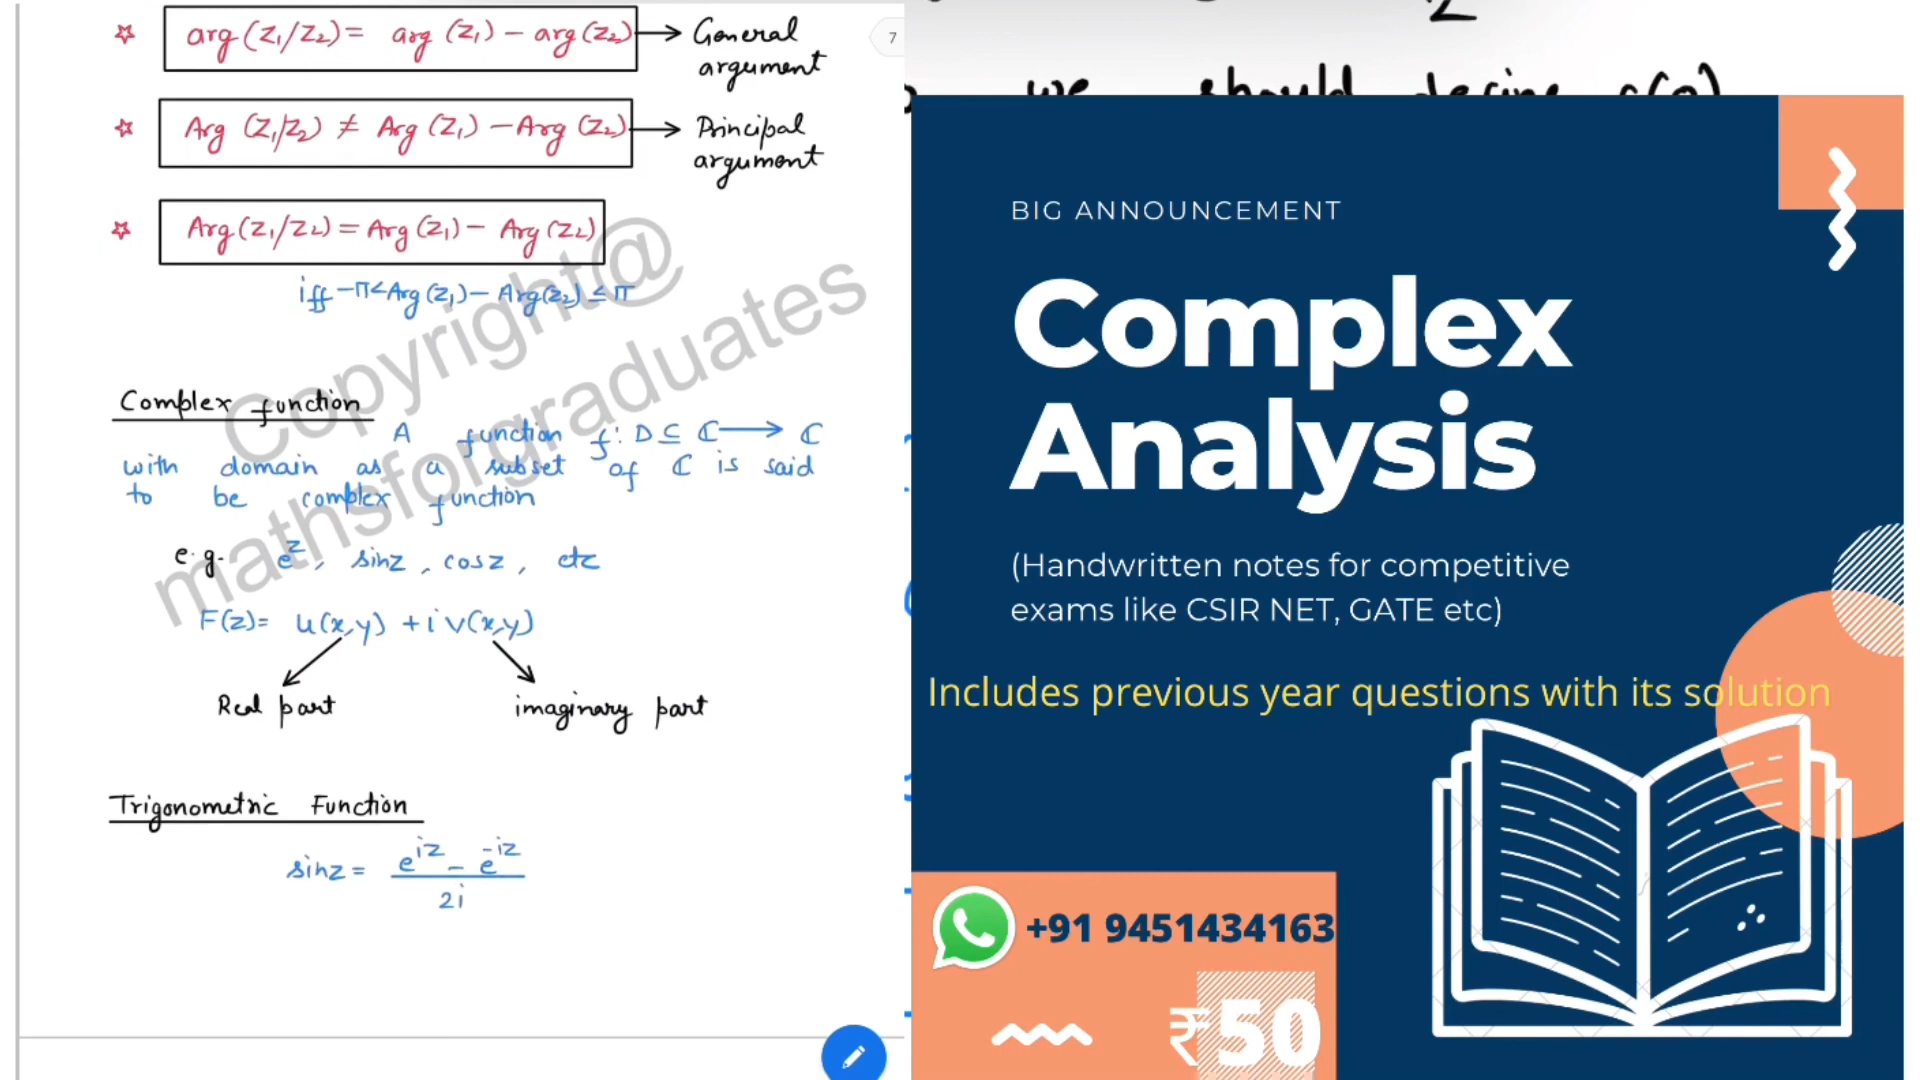 ☆ arg(z₁/z₂) = arg(z₁) - arg(z₂) → General argument
7
☆ Arg(z₁/z₂) ≠ Arg(z₁) - Arg(z₂) → Principal argument
☆ Arg(z₁/z₂) = Arg(z₁) - Arg(z₂)
iff -π < Arg(z₁) - Arg(z₂) ≤ π
Copyright@
mathsforgraduates
Complex function
A function f: D ⊆ ℂ → ℂ
with domain as a subset of ℂ is said
to be complex function
e.g. e^z, sinz, cosz, etc
F(z) = u(x,y) + i v(x,y)
Real part imaginary part
Trigonometric Function
sinz = (e^{iz} - e^{-iz}) / 2i
we should
BIG ANNOUNCEMENT
Complex
Analysis
(Handwritten notes for competitive
exams like CSIR NET, GATE etc)
Includes previous year questions with its solution
+91 9451434163
₹50